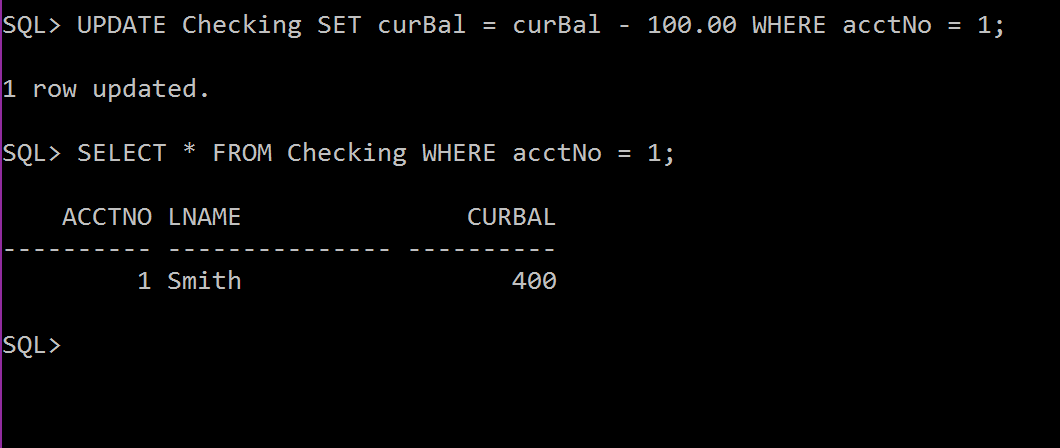 SQL> UPDATE Checking SET curBal = curBal - 100.00 WHERE acctNo = 1;
1 row updated.
SQL> SELECT * FROM Checking WHERE acctNo = 1;
    ACCTNO LNAME               CURBAL
---------- --------------- ----------
         1 Smith                  400
SQL>